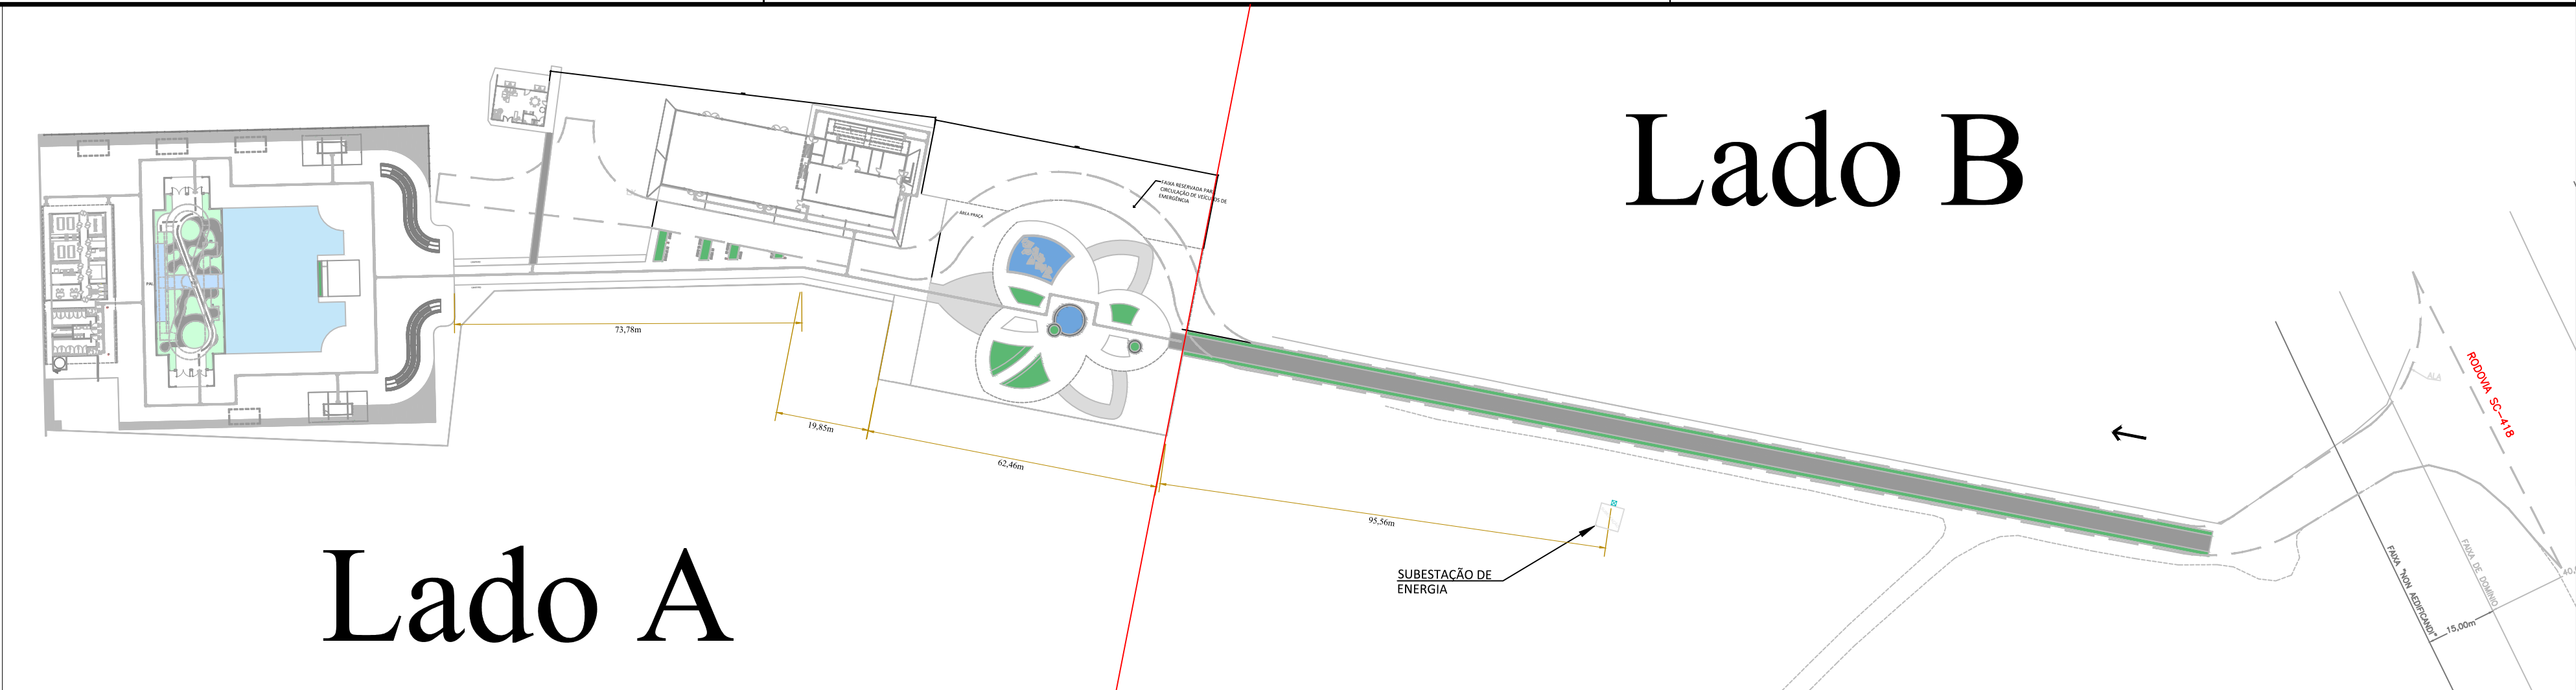 Lado B
FAIXA RESERVADA PARA
CIRCULAÇÃO DE VEÍCULOS DE
EMERGÊNCIA
ÁREA PRAÇA
73,78m
19,85m
62,46m
95,56m
RODOVIA SC-418
ALA
SUBESTAÇÃO DE
ENERGIA
FAIXA "NON AEDIFICANDI"
FAIXA DE DOMÍNIO
15,00m
Lado A